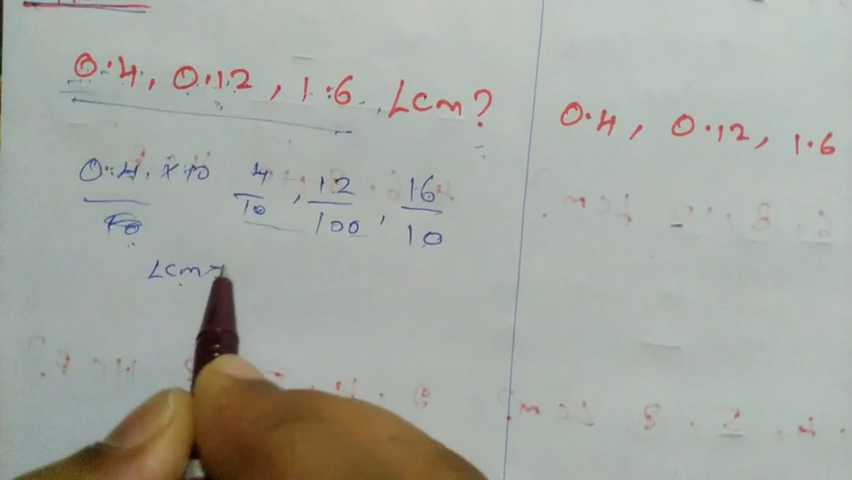 0.4, 0.12, 1.6 Lcm?
0.4 × 10 / 10 4/10, 12/100, 16/10
Lcm
0.4, 0.12, 1.6